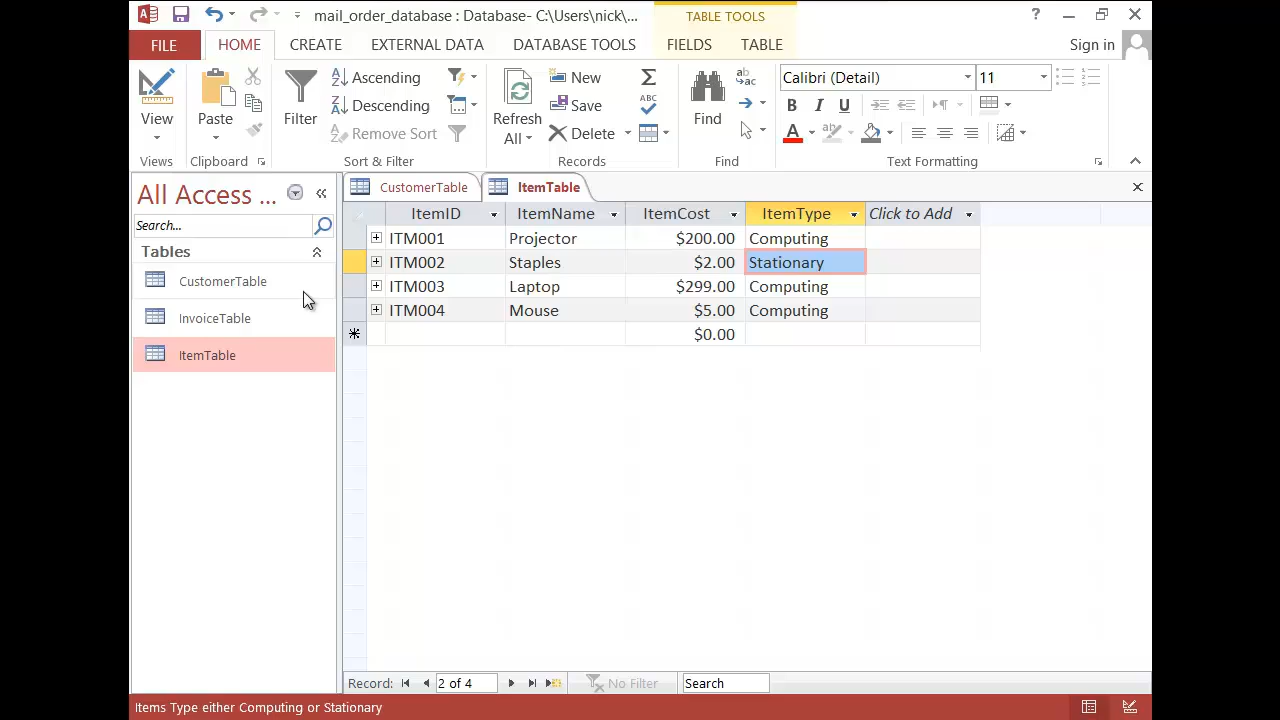 mail_order_database : Database- C:\Users\nick\...
TABLE TOOLS
?
FILE
HOME
CREATE
EXTERNAL DATA
DATABASE TOOLS
FIELDS
TABLE
Sign in
View
Paste
Filter
Ascending
Descending
Remove Sort
Refresh
All
New
Save
Delete
Σ
ABC
Find
ab
ac
Calibri (Detail)
11
B I U
A
ab
Views
Clipboard
Sort & Filter
Records
Find
Text Formatting
All Access ...
Search...
Tables
CustomerTable
InvoiceTable
ItemTable
CustomerTable
ItemTable
ItemID ItemName ItemCost ItemType Click to Add
ITM001 Projector $200.00 Computing
ITM002 Staples $2.00 Stationary
ITM003 Laptop $299.00 Computing
ITM004 Mouse $5.00 Computing
$0.00
Record: 2 of 4 No Filter Search
Items Type either Computing or Stationary